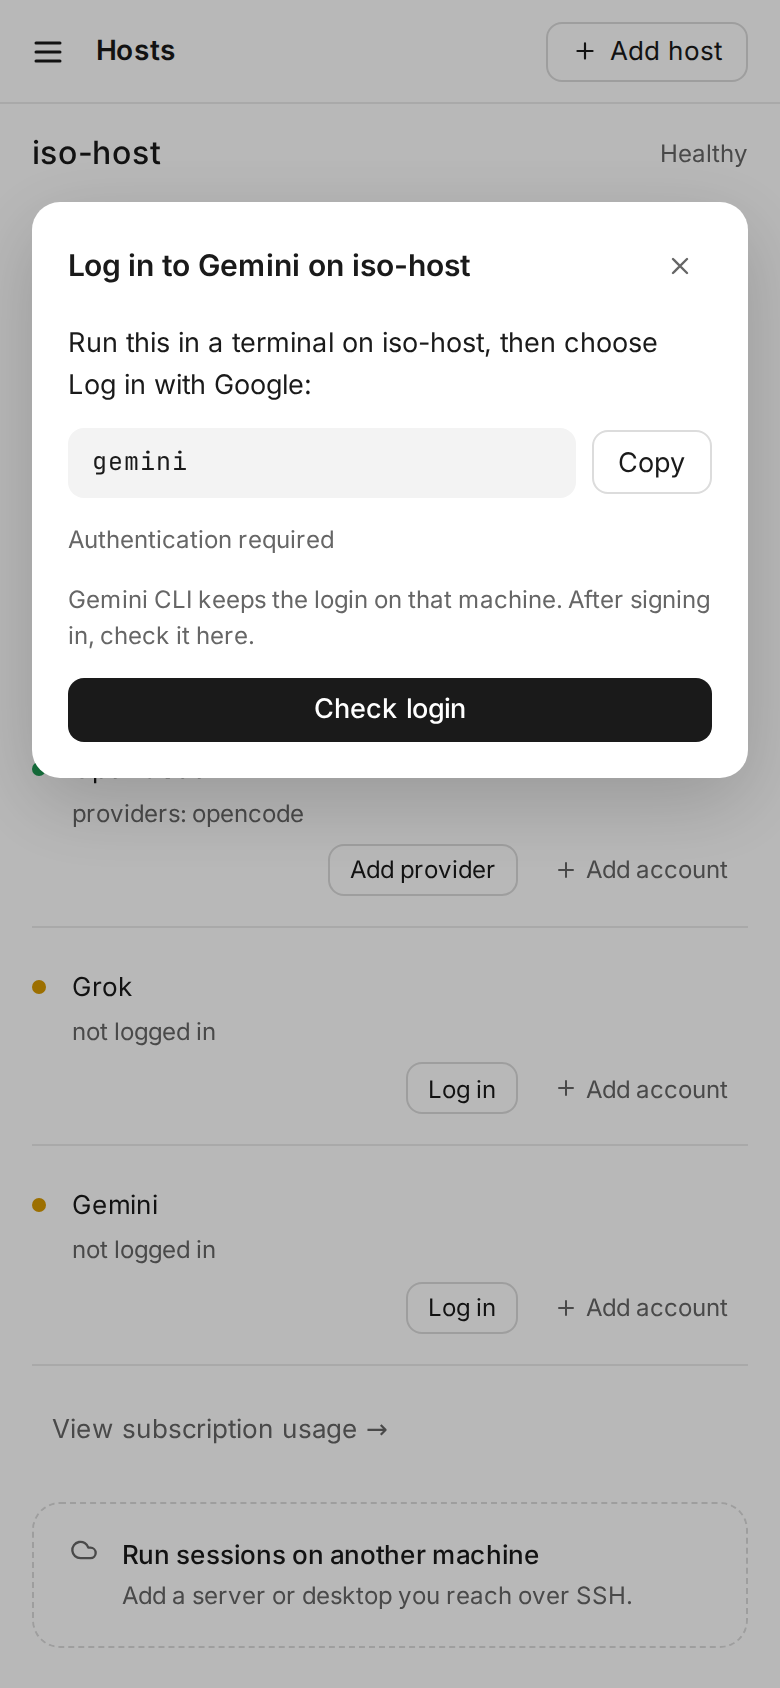 Hosts
+ Add host
iso-host
Healthy
Log in to Gemini on iso-host
Run this in a terminal on iso-host, then choose
Log in with Google:
gemini
Copy
Authentication required
Gemini CLI keeps the login on that machine. After signing
in, check it here.
Check login
providers: opencode
Add provider
+ Add account
Grok
not logged in
Log in
+ Add account
Gemini
not logged in
Log in
+ Add account
View subscription usage →
Run sessions on another machine
Add a server or desktop you reach over SSH.